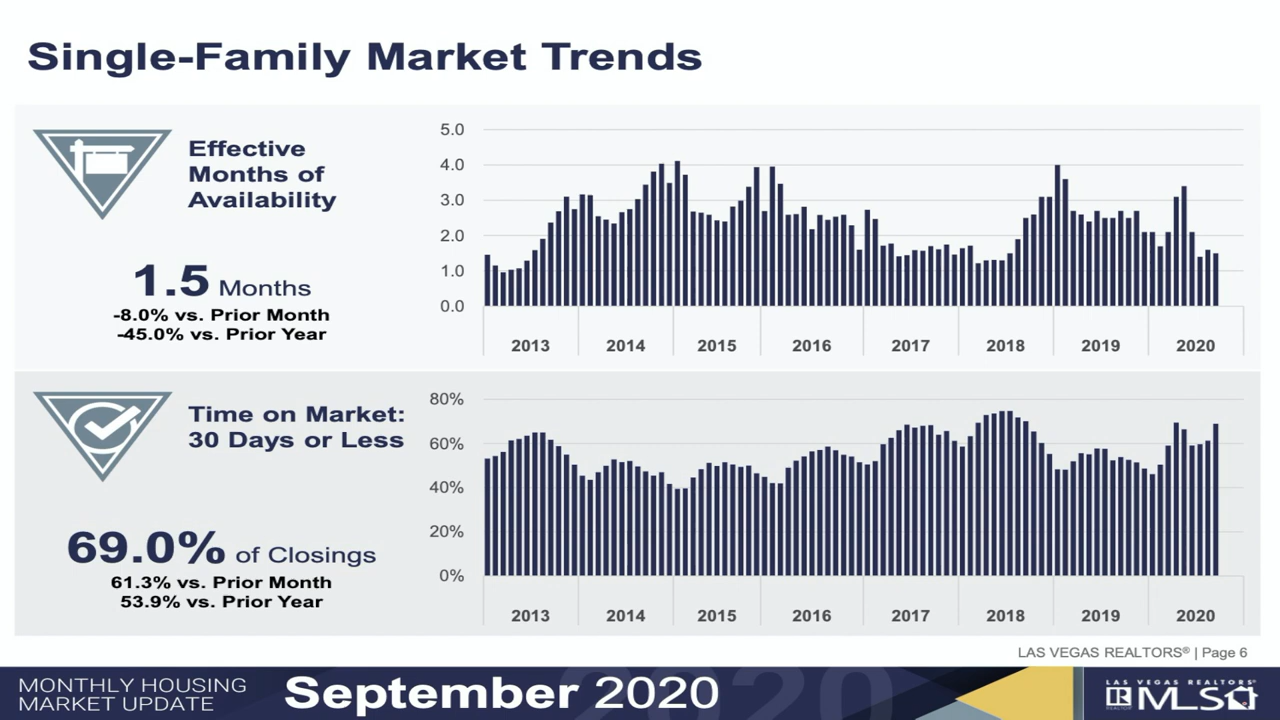 Single-Family Market Trends
Effective
Months of
Availability
1.5 Months
-8.0% vs. Prior Month
-45.0% vs. Prior Year
5.0
4.0
3.0
2.0
1.0
0.0
2013 2014 2015 2016 2017 2018 2019 2020
Time on Market:
30 Days or Less
69.0% of Closings
61.3% vs. Prior Month
53.9% vs. Prior Year
80%
60%
40%
20%
0%
2013 2014 2015 2016 2017 2018 2019 2020
LAS VEGAS REALTORS® | Page 6
MONTHLY HOUSING
MARKET UPDATE
September 2020
2020
LAS VEGAS REALTORS®
MLS
REALTOR